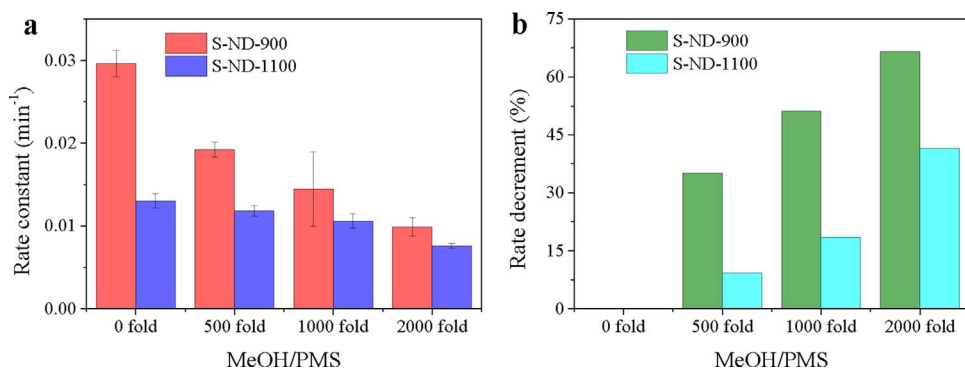 a
S-ND-900
S-ND-1100
0.03
0.02
0.01
0.00
Rate constant (min⁻¹)
0 fold 500 fold 1000 fold 2000 fold
MeOH/PMS
b
S-ND-900
S-ND-1100
75
60
45
30
15
0
Rate decrement (%)
0 fold 500 fold 1000 fold 2000 fold
MeOH/PMS